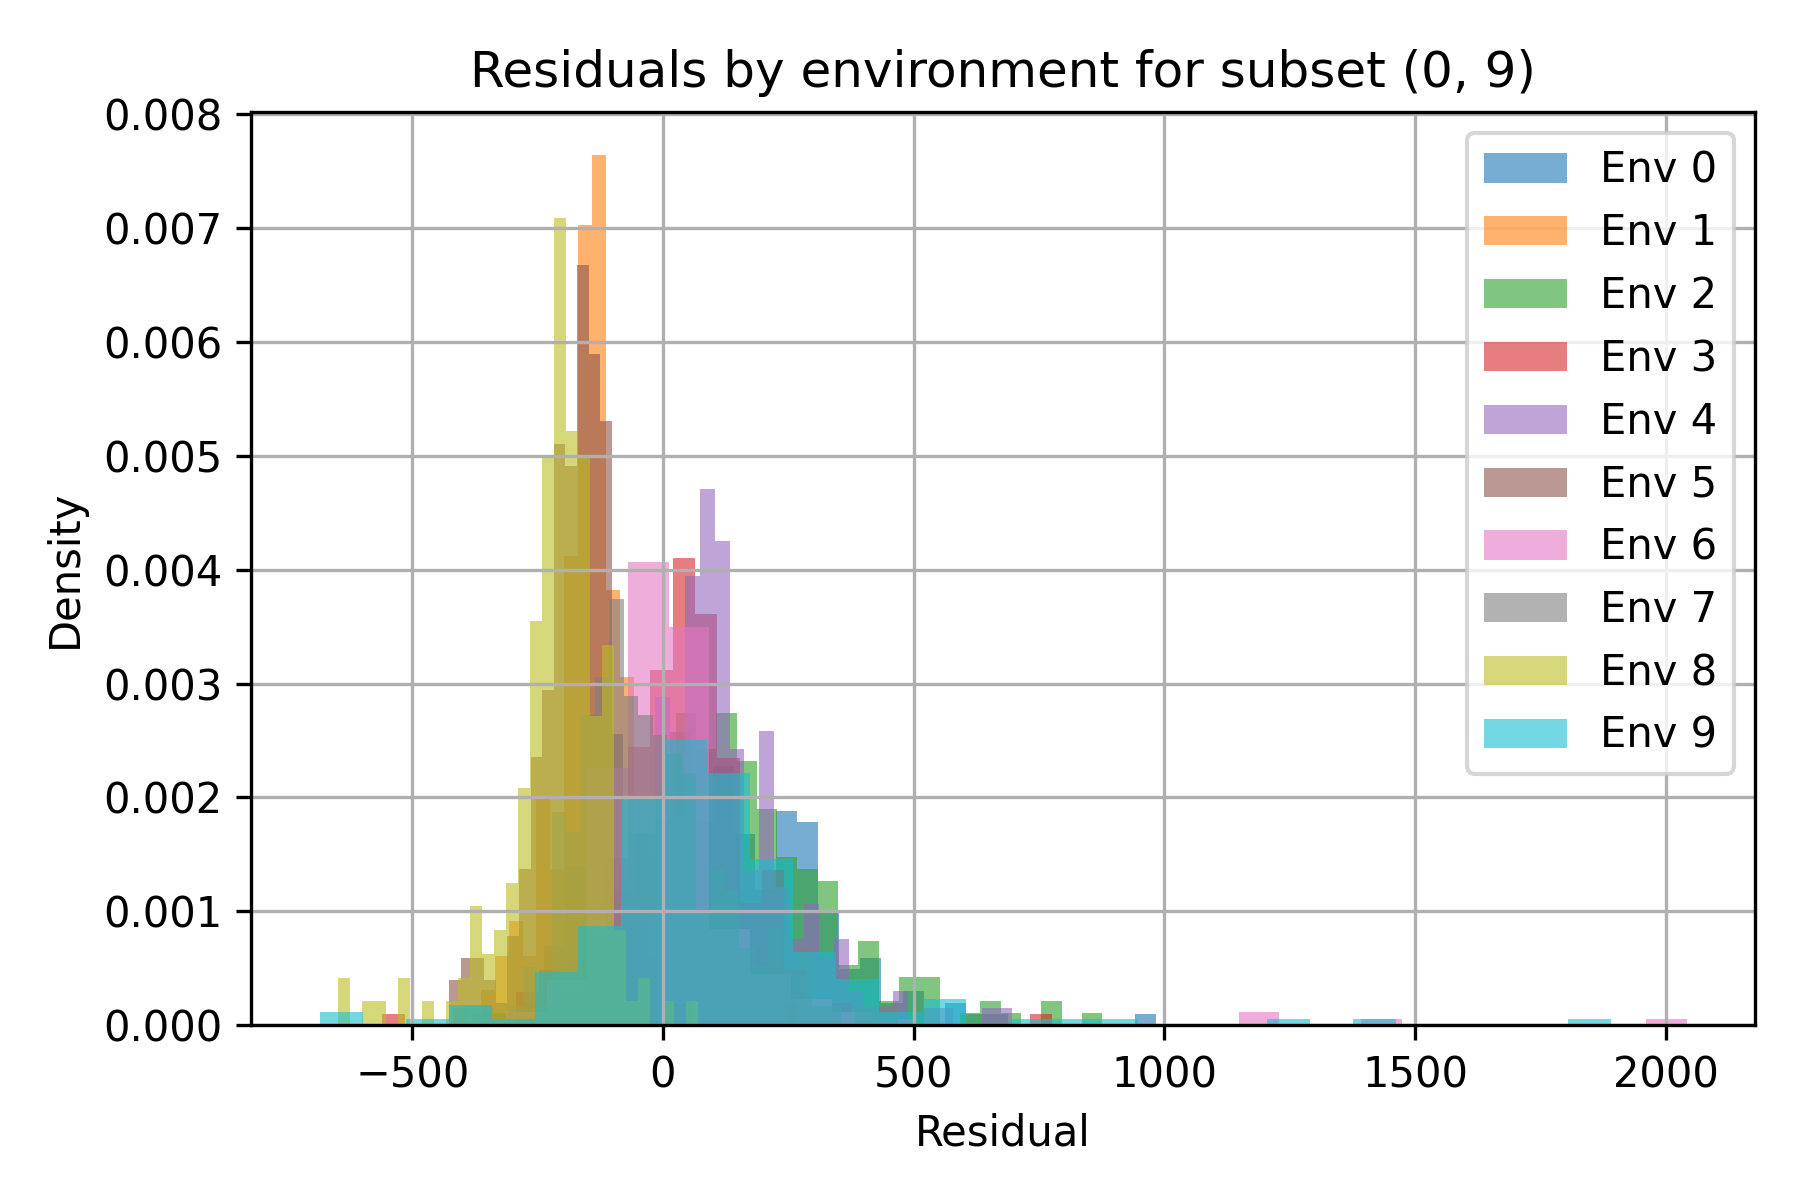 Residuals by environment for subset (0, 9)
0.008
0.007
0.006
0.005
0.004
0.003
0.002
0.001
0.000
Density
−500
0
500
1000
1500
2000
Residual
Env 0
Env 1
Env 2
Env 3
Env 4
Env 5
Env 6
Env 7
Env 8
Env 9